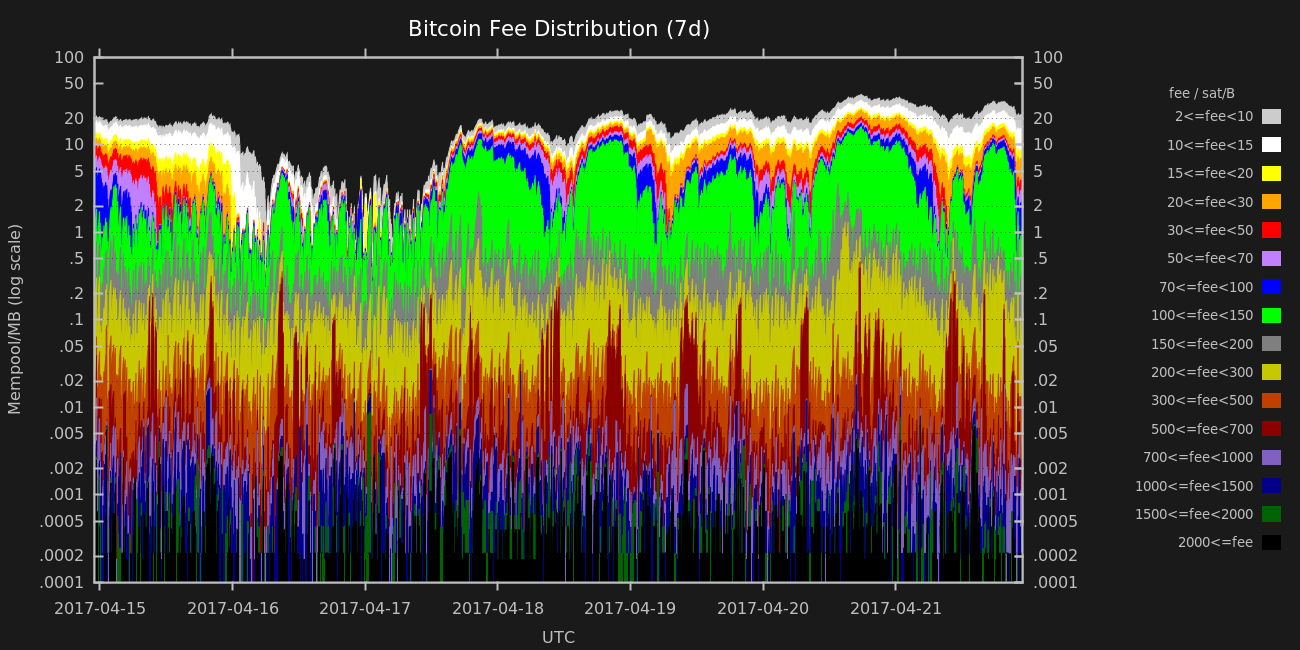 Bitcoin Fee Distribution (7d)
Mempool/MB (log scale)
100
50
20
10
5
2
1
.5
.2
.1
.05
.02
.01
.005
.002
.001
.0005
.0002
.0001
100
50
20
10
5
2
1
.5
.2
.1
.05
.02
.01
.005
.002
.001
.0005
.0002
.0001
2017-04-15 2017-04-16 2017-04-17 2017-04-18 2017-04-19 2017-04-20 2017-04-21
UTC
fee / sat/B
2<=fee<10
10<=fee<15
15<=fee<20
20<=fee<30
30<=fee<50
50<=fee<70
70<=fee<100
100<=fee<150
150<=fee<200
200<=fee<300
300<=fee<500
500<=fee<700
700<=fee<1000
1000<=fee<1500
1500<=fee<2000
2000<=fee